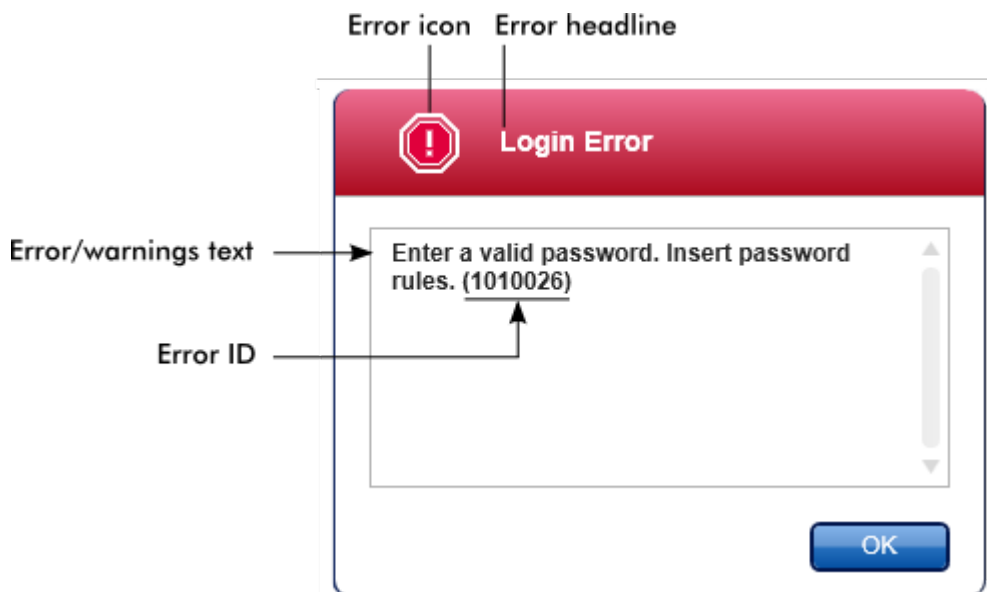 Error icon
Error headline
Login Error
Error/warnings text
Enter a valid password. Insert password
rules. (1010026)
Error ID
OK